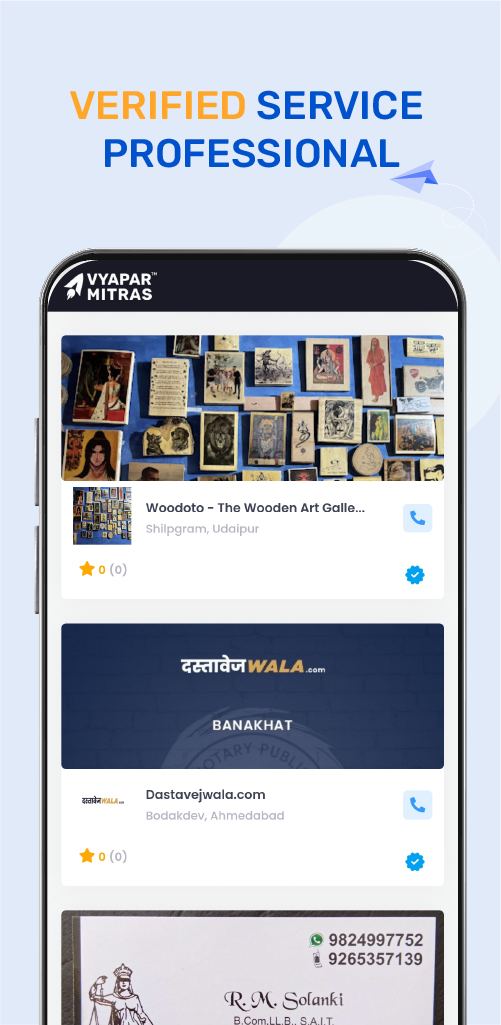 VERIFIED SERVICE
PROFESSIONAL
VYAPAR™
MITRAS
Woodoto - The Wooden Art Galle...
Shilpgram, Udaipur
0 (0)
दस्तावेजWALA.com
BANAKHAT
NOTARY PUBLI
दस्तावेजWALA.com
Dastavejwala.com
Bodakdev, Ahmedabad
0 (0)
9824997752
9265357139
R. M. Solanki
B.Com,LL.B., S.A.I.T.